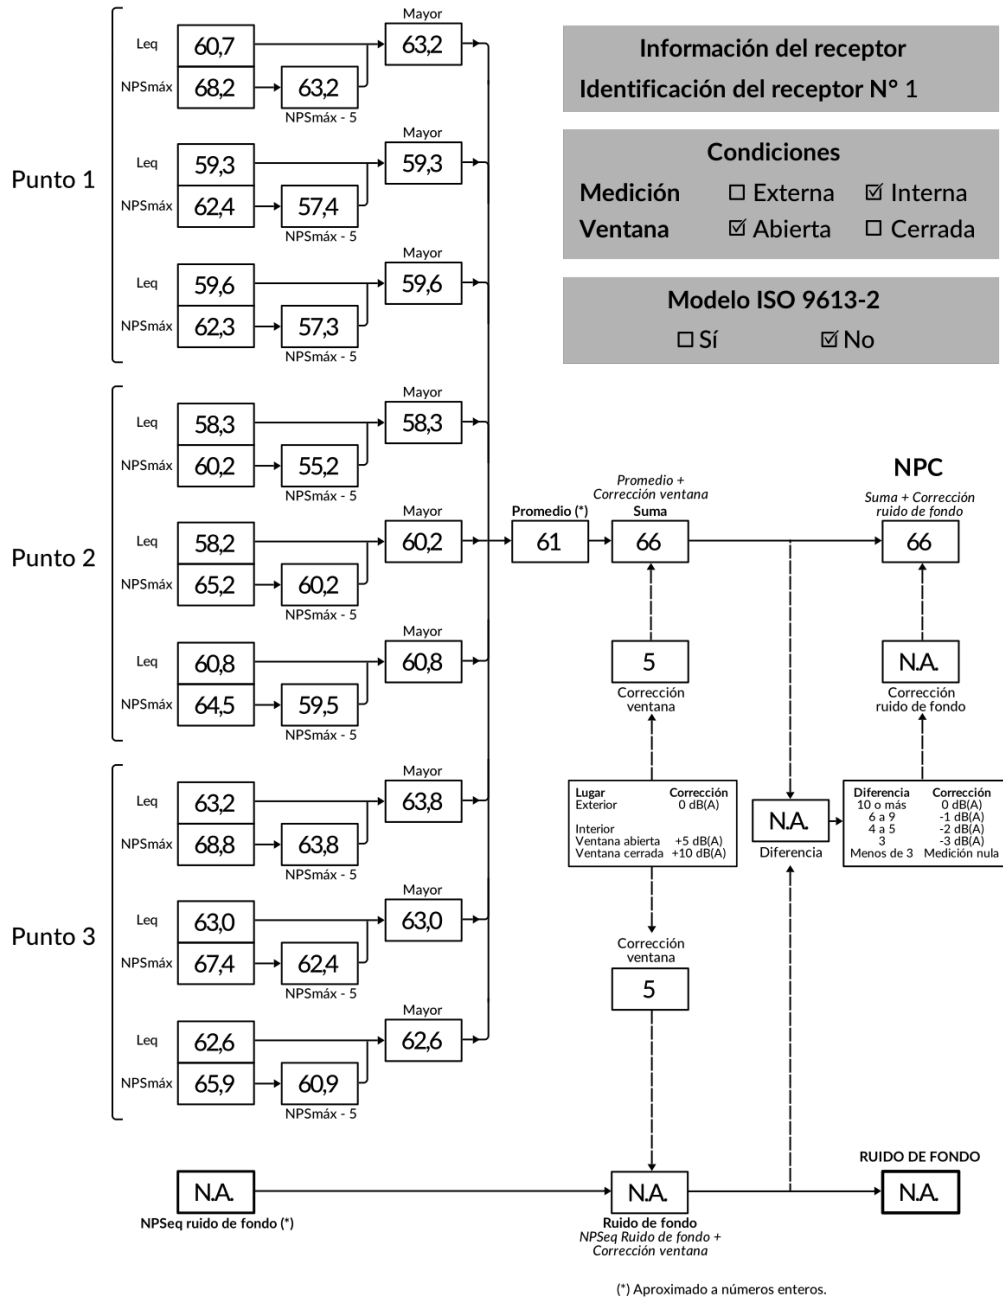 Información del receptor
Identificación del receptor N° 1
Condiciones
Medición ☐ Externa ☑ Interna
Ventana ☑ Abierta ☐ Cerrada
Modelo ISO 9613-2
☐ Sí ☑ No
Punto 1
Mayor
Leq 60,7 63,2
NPSmáx 68,2 63,2
NPSmáx - 5
Mayor
Leq 59,3 59,3
NPSmáx 62,4 57,4
NPSmáx - 5
Mayor
Leq 59,6 59,6
NPSmáx 62,3 57,3
NPSmáx - 5
Punto 2
Mayor
Leq 58,3 58,3
NPSmáx 60,2 55,2
NPSmáx - 5
Mayor
Leq 58,2 60,2
NPSmáx 65,2 60,2
NPSmáx - 5
Mayor
Leq 60,8 60,8
NPSmáx 64,5 59,5
NPSmáx - 5
Punto 3
Mayor
Leq 63,2 63,8
NPSmáx 68,8 63,8
NPSmáx - 5
Mayor
Leq 63,0 63,0
NPSmáx 67,4 62,4
NPSmáx - 5
Mayor
Leq 62,6 62,6
NPSmáx 65,9 60,9
NPSmáx - 5
Promedio (*)
61
Promedio +
Corrección ventana
Suma
66
5
Corrección
ventana
Lugar Corrección
Exterior 0 dB(A)
Interior
Ventana abierta +5 dB(A)
Ventana cerrada +10 dB(A)
Corrección
ventana
5
NPC
Suma + Corrección
ruido de fondo
66
N.A.
Corrección
ruido de fondo
N.A.
Diferencia
Diferencia Corrección
10 o más 0 dB(A)
6 a 9 -1 dB(A)
4 a 5 -2 dB(A)
3 -3 dB(A)
Menos de 3 Medición nula
N.A.
NPSeq ruido de fondo (*)
N.A.
Ruido de fondo
NPSeq Ruido de fondo +
Corrección ventana
RUIDO DE FONDO
N.A.
(*) Aproximado a números enteros.